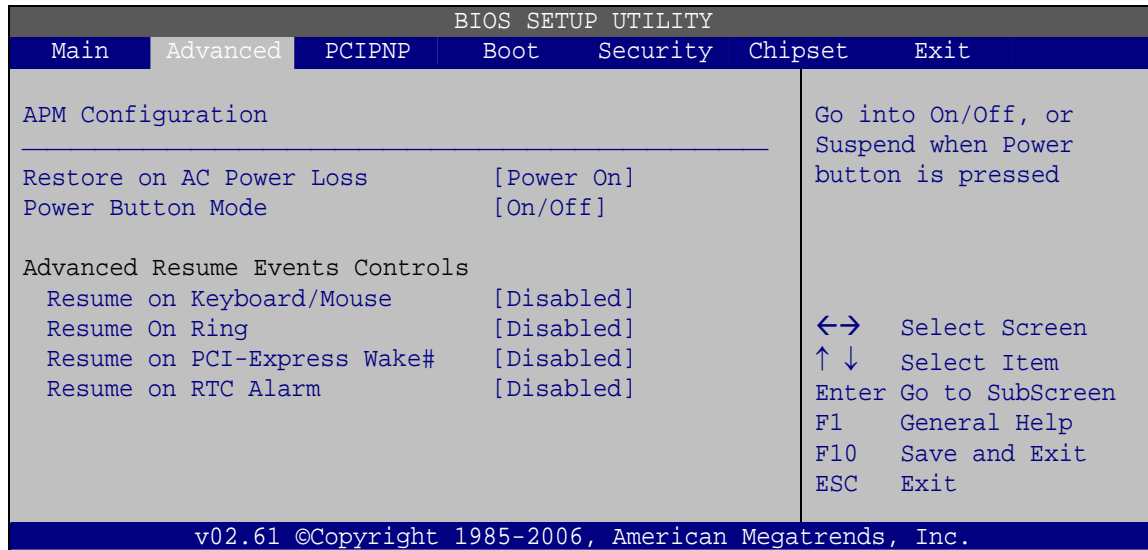 BIOS SETUP UTILITY
Main Advanced PCIPNP Boot Security Chipset Exit
APM Configuration
Restore on AC Power Loss [Power On]
Power Button Mode [On/Off]
Advanced Resume Events Controls
Resume on Keyboard/Mouse [Disabled]
Resume On Ring [Disabled]
Resume on PCI-Express Wake# [Disabled]
Resume on RTC Alarm [Disabled]
Go into On/Off, or
Suspend when Power
button is pressed
←→ Select Screen
↑ ↓ Select Item
Enter Go to SubScreen
F1 General Help
F10 Save and Exit
ESC Exit
v02.61 ©Copyright 1985-2006, American Megatrends, Inc.